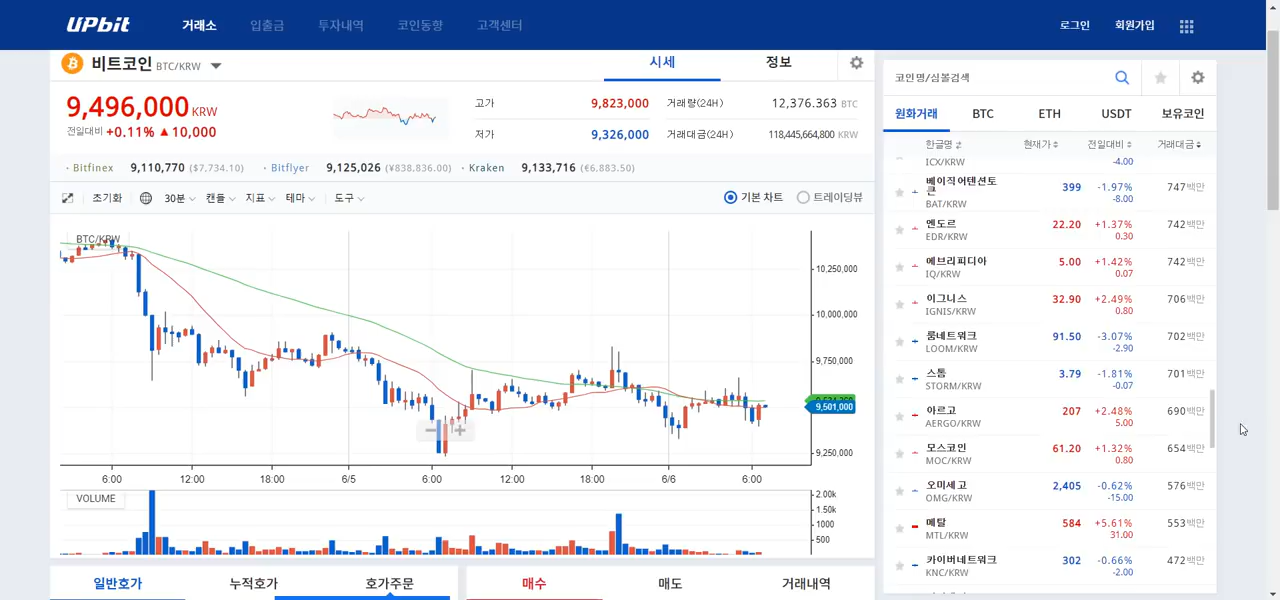 UPbit 거래소 입출금 투자내역 코인동향 고객센터 로그인 회원가입
비트코인 BTC/KRW 시세 정보
9,496,000 KRW
전일대비 +0.11% ▲10,000
고가 9,823,000 거래량(24H) 12,376.363 BTC
저가 9,326,000 거래대금(24H) 118,445,664,800 KRW
· Bitfinex 9,110,770 ($7,734.10) · Bitflyer 9,125,026 (¥838,836.00) · Kraken 9,133,716 (€6,883.50)
초기화 30분 캔들 지표 테마 도구 기본 차트 트레이딩뷰
BTC/KRW
10,250,000
10,000,000
9,750,000
9,501,000
9,250,000
6:00 12:00 18:00 6/5 6:00 12:00 18:00 6/6 6:00
VOLUME
2.00k
1.50k
1000
500
일반호가 누적호가 호가주문 매수 매도 거래내역
코인명/심볼검색
원화거래 BTC ETH USDT 보유코인
한글명 현재가 전일대비 거래대금
ICX/KRW -4.00
베이직어텐션토 399 -1.97% 747백만
큰 -8.00
BAT/KRW
엔도르 22.20 +1.37% 742백만
EDR/KRW 0.30
에브리피디아 5.00 +1.42% 742백만
IQ/KRW 0.07
이그니스 32.90 +2.49% 706백만
IGNIS/KRW 0.80
룸네트워크 91.50 -3.07% 702백만
LOOM/KRW -2.90
스톰 3.79 -1.81% 701백만
STORM/KRW -0.07
아르고 207 +2.48% 690백만
AERGO/KRW 5.00
모스코인 61.20 +1.32% 654백만
MOC/KRW 0.80
오미세고 2,405 -0.62% 576백만
OMG/KRW -15.00
메탈 584 +5.61% 553백만
MTL/KRW 31.00
카이버네트워크 302 -0.66% 472백만
KNC/KRW -2.00